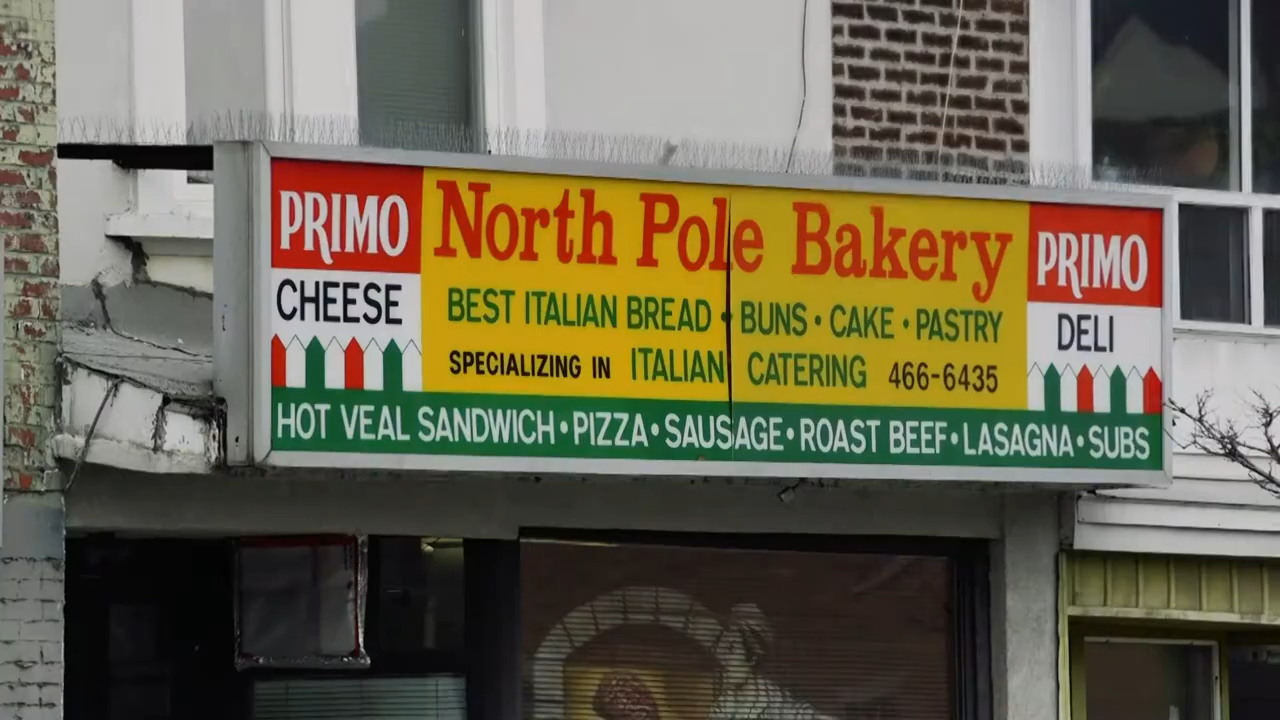 PRIMO
CHEESE
North Pole Bakery
BEST ITALIAN BREAD • BUNS • CAKE • PASTRY
SPECIALIZING IN ITALIAN CATERING 466-6435
PRIMO
DELI
HOT VEAL SANDWICH • PIZZA • SAUSAGE • ROAST BEEF • LASAGNA • SUBS